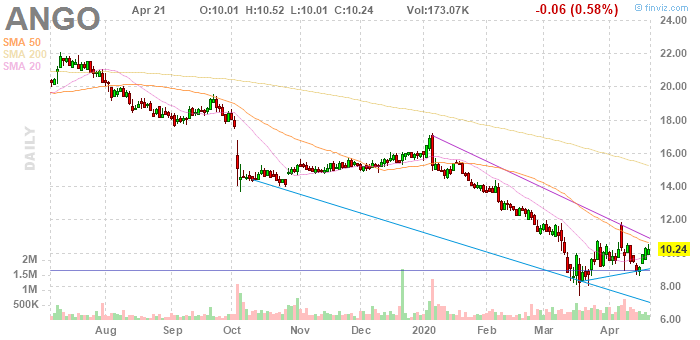 ANGO Apr 21 O:10.01 H:10.52 L:10.01 C:10.24 Vol:173.07K -0.06 (0.58%) © finviz.com
SMA 50
SMA 200
SMA 20
DAILY
24.00
22.00
20.00
18.00
16.00
14.00
12.00
10.24
8.00
6.00
2M
1.5M
1M
500K
Aug Sep Oct Nov Dec 2020 Feb Mar Apr